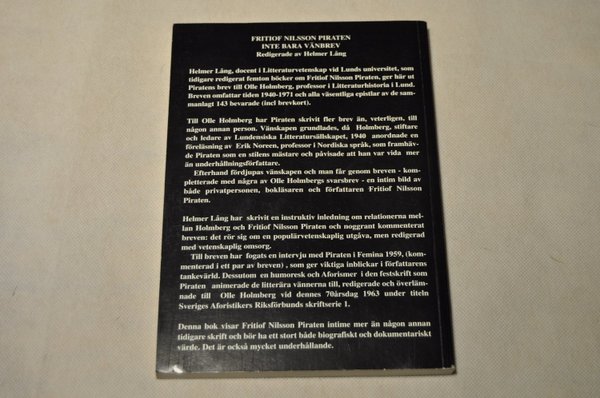 FRITIOF NILSSON PIRATEN
INTE BARA VÄNBREV
Redigerade av Helmer Lång
Helmer Lång, docent i Litteraturvetenskap vid Lunds universitet, som
tidigare redigerat femton böcker om Fritiof Nilsson Piraten, ger här ut
Piratens brev till Olle Holmberg, professor i Litteraturhistoria i Lund.
Breven omfattar tiden 1940-1971 och alla väsentliga epistlar av de sam-
manlagt 143 bevarade (incl brevkort).
Till Olle Holmberg har Piraten skrivit fler brev än, veterligen, till
någon annan person. Vänskapen grundlades, då Holmberg, stiftare
och ledare av Lundensiska Litteratursällskapet, 1940 anordnade en
föreläsning av Erik Noreen, professor i Nordiska språk, som framhäv-
de Piraten som en stilens mästare och påvisade att han var vida mer
än underhållningsförfattare.
Efterhand fördjupas vänskapen och man får genom breven - kom-
pletterade med några av Olle Holmbergs svarsbrev - en intim bild av
både privatpersonen, bokläsaren och författaren Fritiof Nilsson
Piraten.
Helmer Lång har skrivit en instruktiv inledning om relationerna mel-
lan Holmberg och Fritiof Nilsson Piraten och noggrant kommenterat
breven: det rör sig om en populärvetenskaplig utgåva, men redigerad
med vetenskaplig omsorg.
Till breven har fogats en intervju med Piraten i Femina 1959, (kom-
menterad i ett par av breven) , som ger viktiga inblickar i författarens
tankevärld. Dessutom en humoresk och Aforismer i den festskrift som
Piraten animerade de litterära vännerna till, redigerade och överläm-
nade till Olle Holmberg vid dennes 70årsdag 1963 under titeln
Sveriges Aforistikers Riksförbunds skriftserie 1.
Denna bok visar Fritiof Nilsson Piraten intime mer än någon annan
tidigare skrift och bör ha ett stort både biografiskt och dokumentariskt
värde. Det är också mycket underhållande.